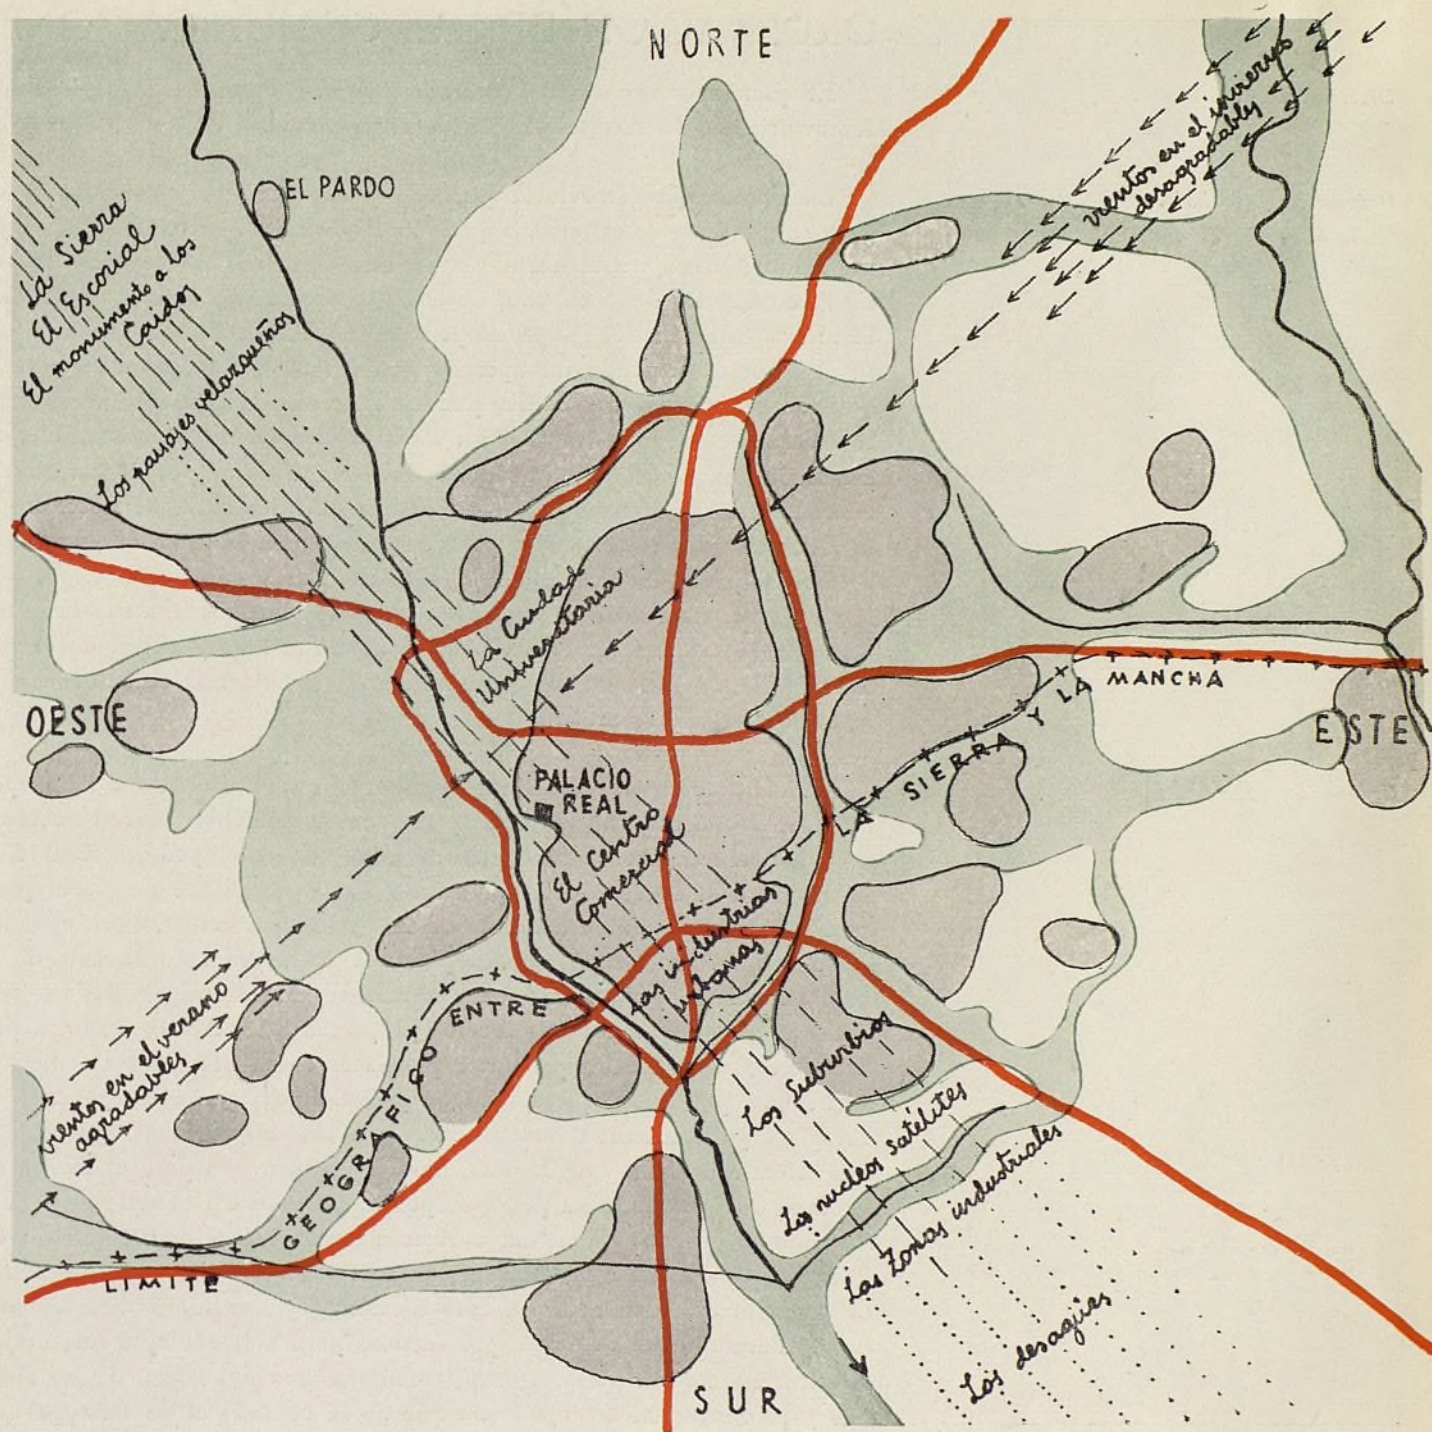 NORTE
vientos en el invierno
desagradables
EL PARDO
La Sierra
El Escorial
El monumento a los
Caidos
Los paisajes velazqueños
La Ciudad
Universitaria
OESTE
ESTE
PALACIO
REAL
El Centro
Comercial
Las industrias
urbanas
vientos en el verano
agradables
LIMITE
GEOGRAFICO
ENTRE
LA SIERRA Y LA MANCHA
Los Suburbios
Los nucleos satélites
Las Zonas industriales
Los desagües
SUR